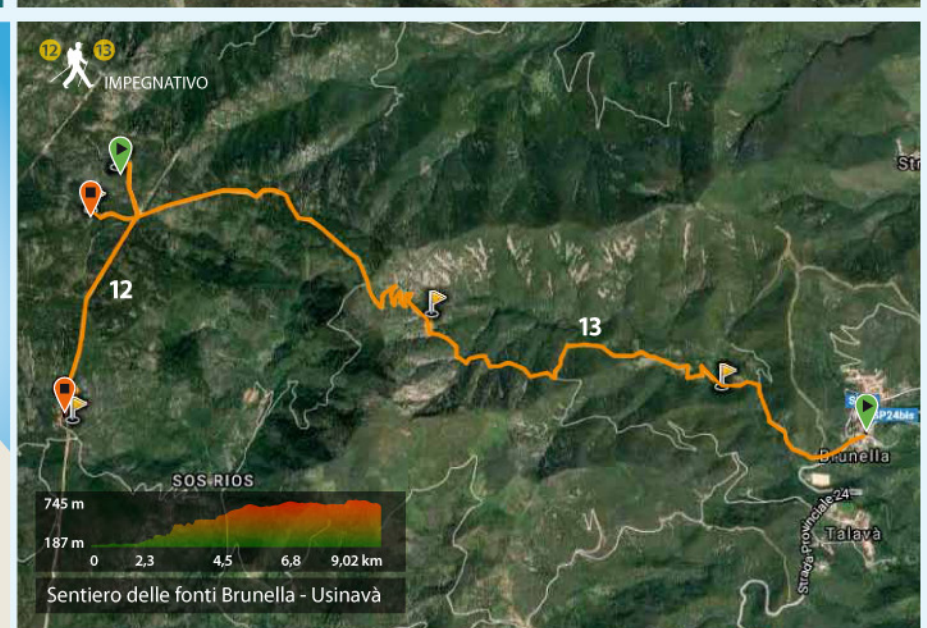 12 13
IMPEGNATIVO
Str
12
13
SP24bis
Brunella
SOS RIOS
Strada Provinciale 24
Talavà
745 m
187 m
0 2,3 4,5 6,8 9,02 km
Sentiero delle fonti Brunella - Usinavà